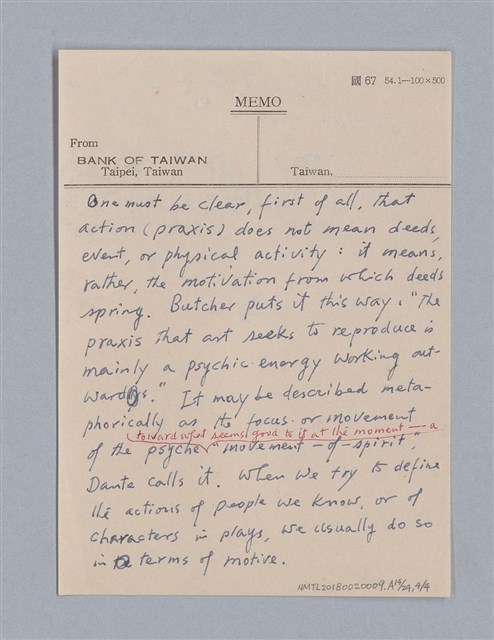 國 67 54.1—100×500
MEMO
From
BANK OF TAIWAN
Taipei, Taiwan
Taiwan,
One must be clear, first of all, that
action (praxis) does not mean deeds,
event, or physical activity: it means,
rather, the motivation from which deeds
spring. Butcher puts it this way: "The
praxis that art seeks to reproduce is
mainly a psychic energy working out-
wards." It may be described meta-
phorically as the focus or movement
toward what seems good to it at the moment — a
of the psyche "movement-of-spirit,"
Dante calls it. When we try to define
the actions of people we know, or of
characters in plays, we usually do so
in terms of motive.
NMTL20180020009.A14/24,4/4